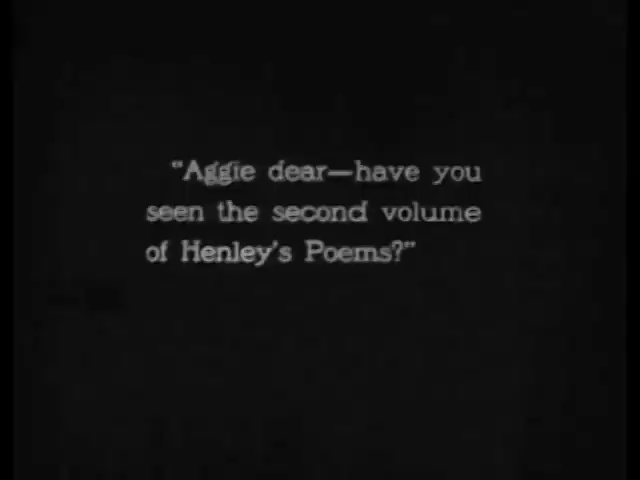 "Aggie dear—have you
seen the second volume
of Henley's Poems?"